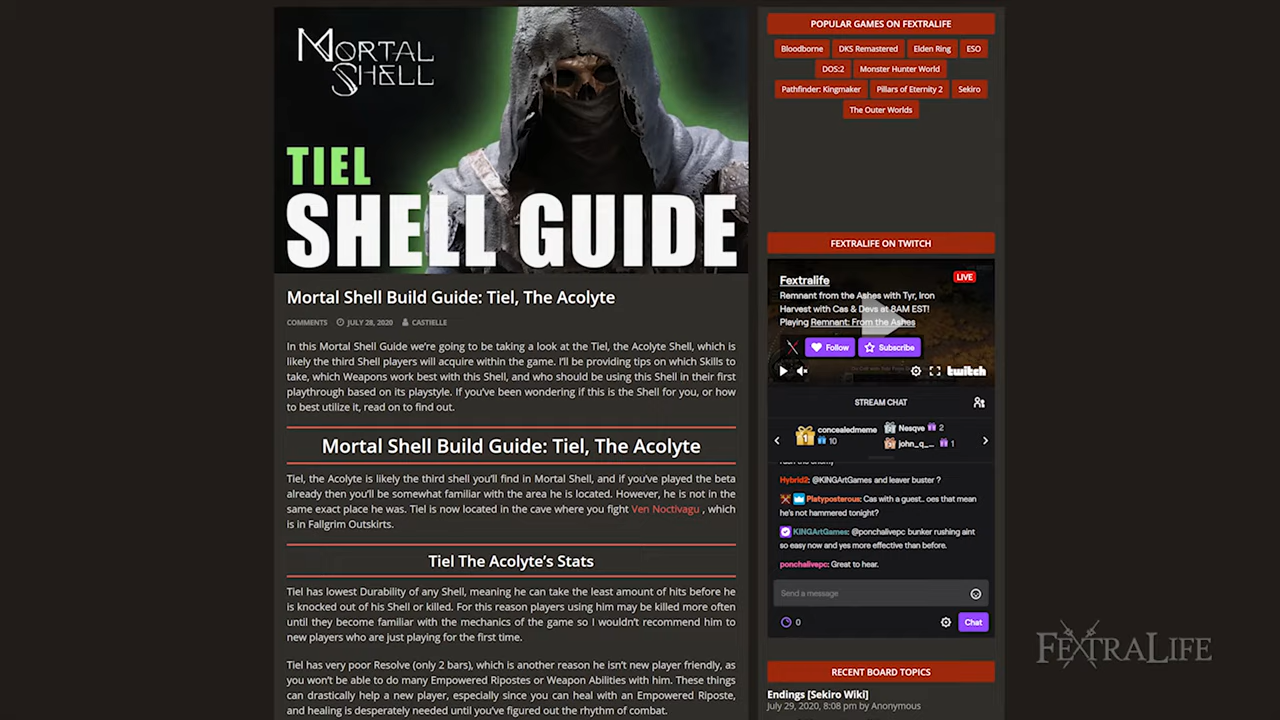 MORTAL
SHELL
TIEL
SHELL GUIDE
Mortal Shell Build Guide: Tiel, The Acolyte
COMMENTS JULY 28, 2020 CASTIELLE
In this Mortal Shell Guide we're going to be taking a look at the Tiel, the Acolyte Shell, which is
likely the third Shell players will acquire within the game. I'll be providing tips on which Skills to
take, which Weapons work best with this Shell, and who should be using this Shell in their first
playthrough based on its playstyle. If you've been wondering if this is the Shell for you, or how
to best utilize it, read on to find out.
Mortal Shell Build Guide: Tiel, The Acolyte
Tiel, the Acolyte is likely the third shell you'll find in Mortal Shell, and if you've played the beta
already then you'll be somewhat familiar with the area he is located. However, he is not in the
same exact place he was. Tiel is now located in the cave where you fight Ven Noctivagu , which
is in Fallgrim Outskirts.
Tiel The Acolyte's Stats
Tiel has lowest Durability of any Shell, meaning he can take the least amount of hits before he
is knocked out of his Shell or killed. For this reason players using him may be killed more often
until they become familiar with the mechanics of the game so I wouldn't recommend him to
new players who are just playing for the first time.
Tiel has very poor Resolve (only 2 bars), which is another reason he isn't new player friendly, as
you won't be able to do many Empowered Ripostes or Weapon Abilities with him. These things
can drastically help a new player, especially since you can heal with an Empowered Riposte,
and healing is desperately needed until you've figured out the rhythm of combat.
POPULAR GAMES ON FEXTRALIFE
Bloodborne DKS Remastered Elden Ring ESO
DOS:2 Monster Hunter World
Pathfinder: Kingmaker Pillars of Eternity 2 Sekiro
The Outer Worlds
FEXTRALIFE ON TWITCH
Fextralife LIVE
Remnant from the Ashes with Tyr, Iron
Harvest with Cas & Devs at 8AM EST!
Playing Remnant: From the Ashes
Follow Subscribe
twitch
STREAM CHAT
concealedmeme 10 Nesqve 2
1 john_q_... 1
Hybrid2: @KINGArtGames and leaver buster ?
Platyposterous: Cas with a guest.. oes that mean
he's not hammered tonight?
KINGArtGames: @ponchalivepc bunker rushing aint
so easy now and yes more effective than before.
ponchalivepc: Great to hear.
Send a message
0 Chat
RECENT BOARD TOPICS
Endings [Sekiro Wiki]
July 29, 2020, 8:08 pm by Anonymous
FEXTRALIFE